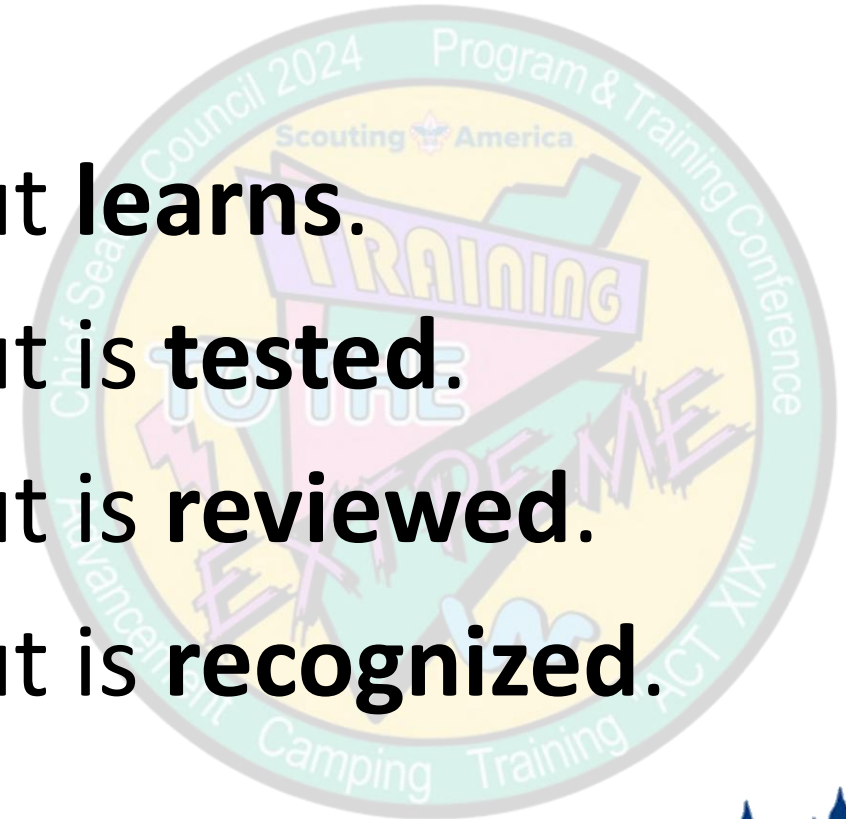 Chief Seattle Council 2024 Program & Training Conference
Scouting America
ut learns.
TRAINING
ut is tested.
TO THE
ut is reviewed.
EXTREME
ut is recognized.
Advancement Camping Training "ACT XIX"